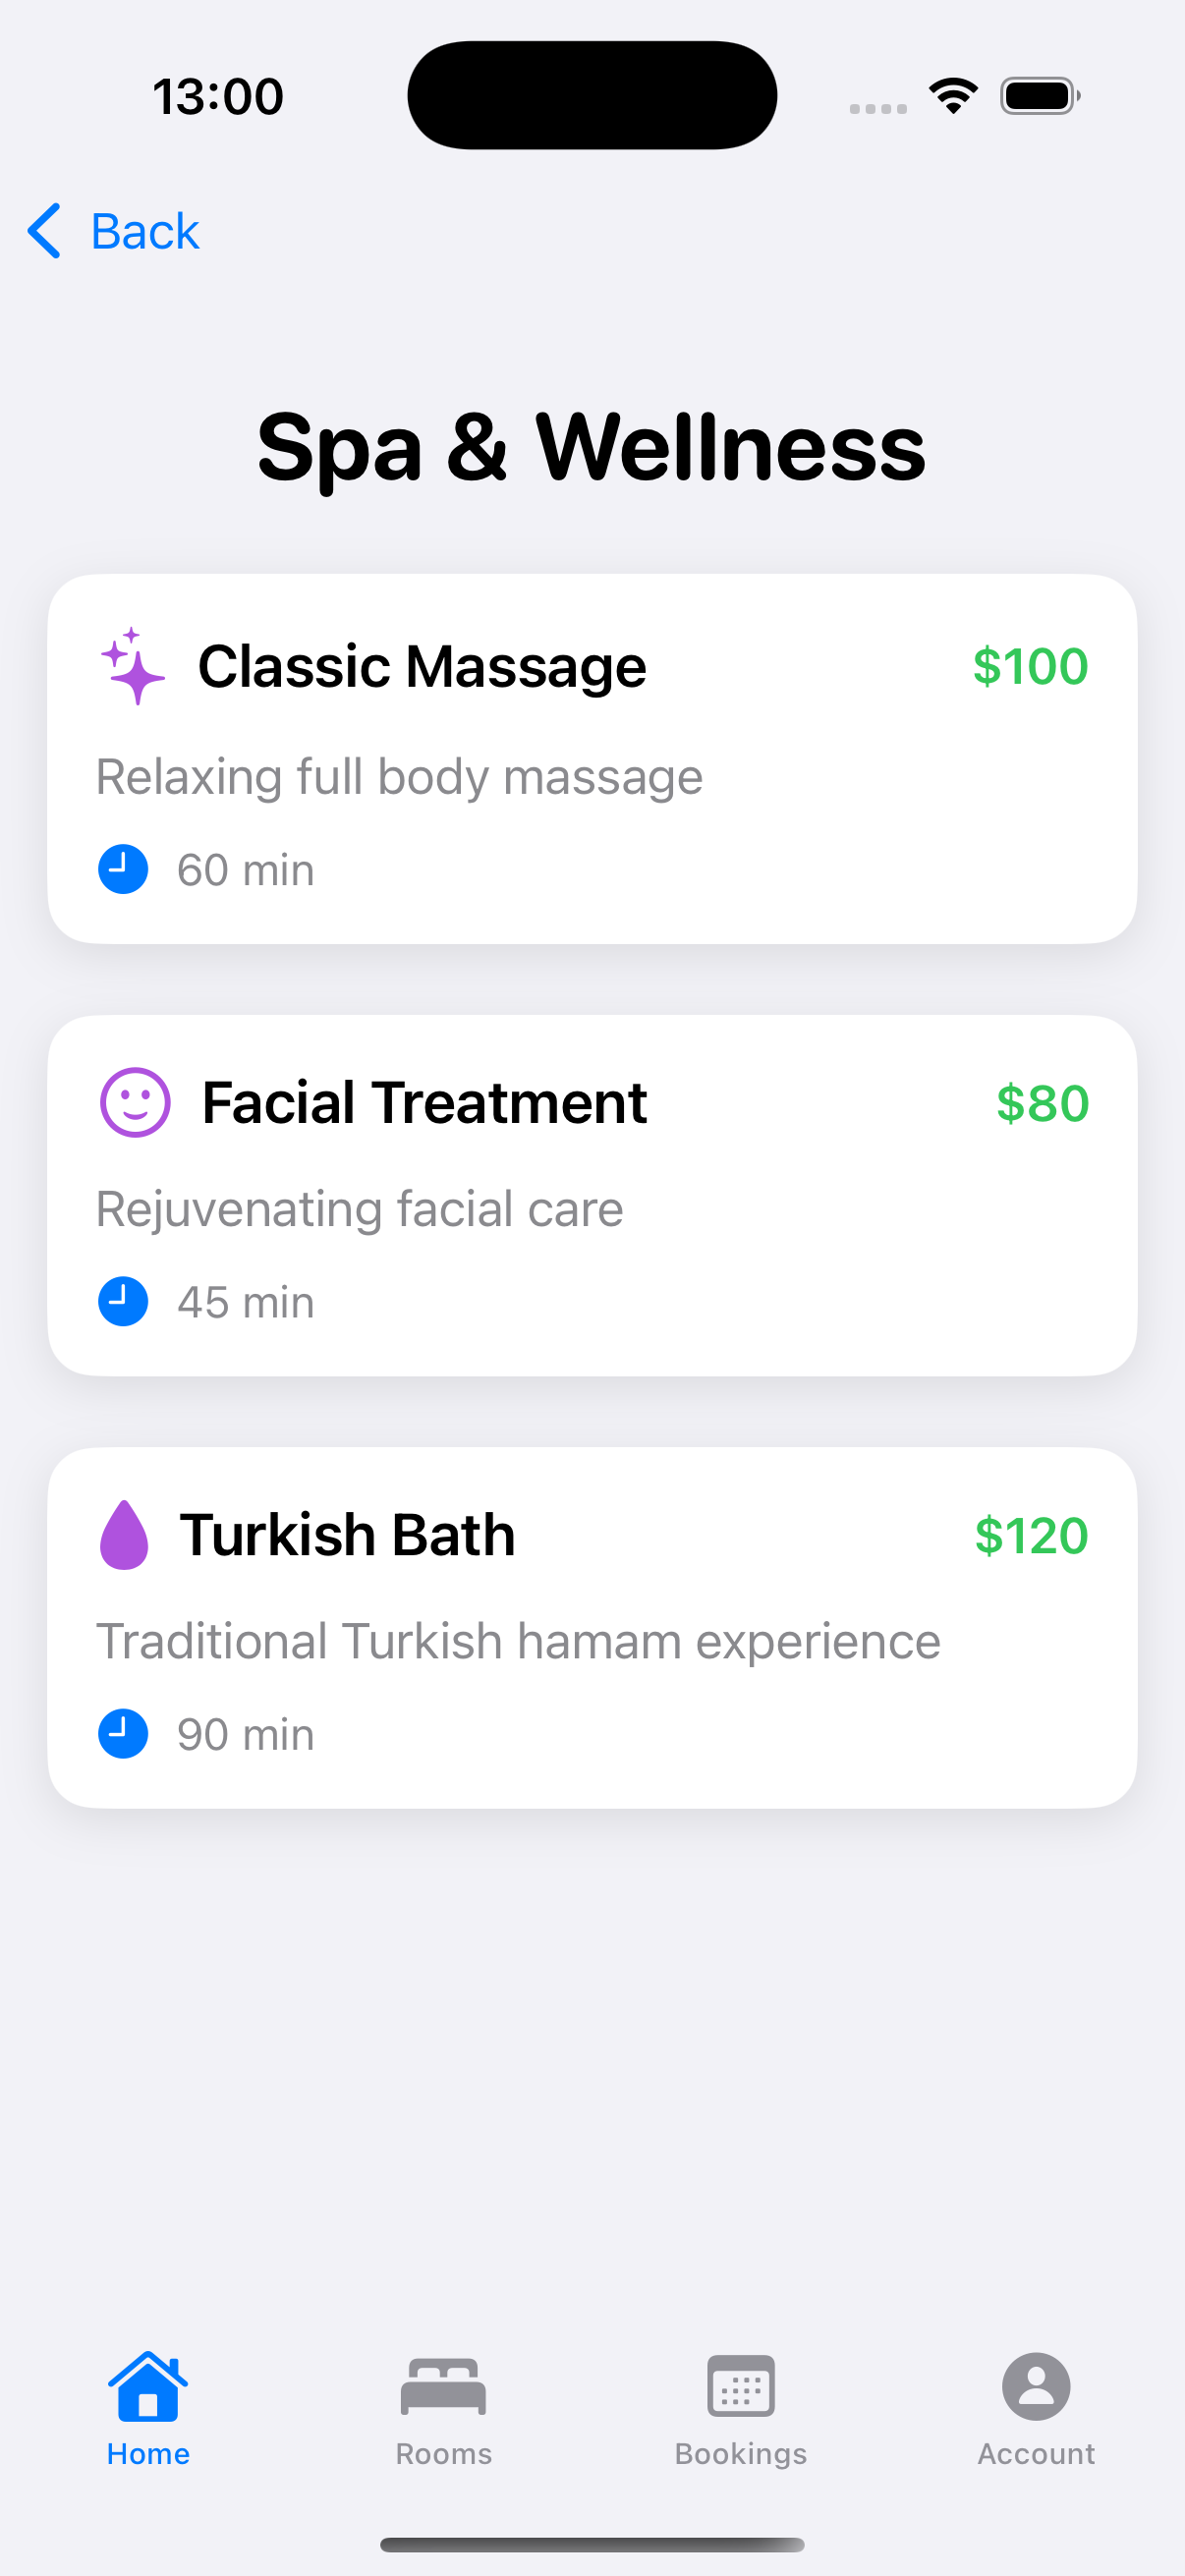 13:00
Back
Spa & Wellness
Classic Massage $100
Relaxing full body massage
60 min
Facial Treatment $80
Rejuvenating facial care
45 min
Turkish Bath $120
Traditional Turkish hamam experience
90 min
Home Rooms Bookings Account